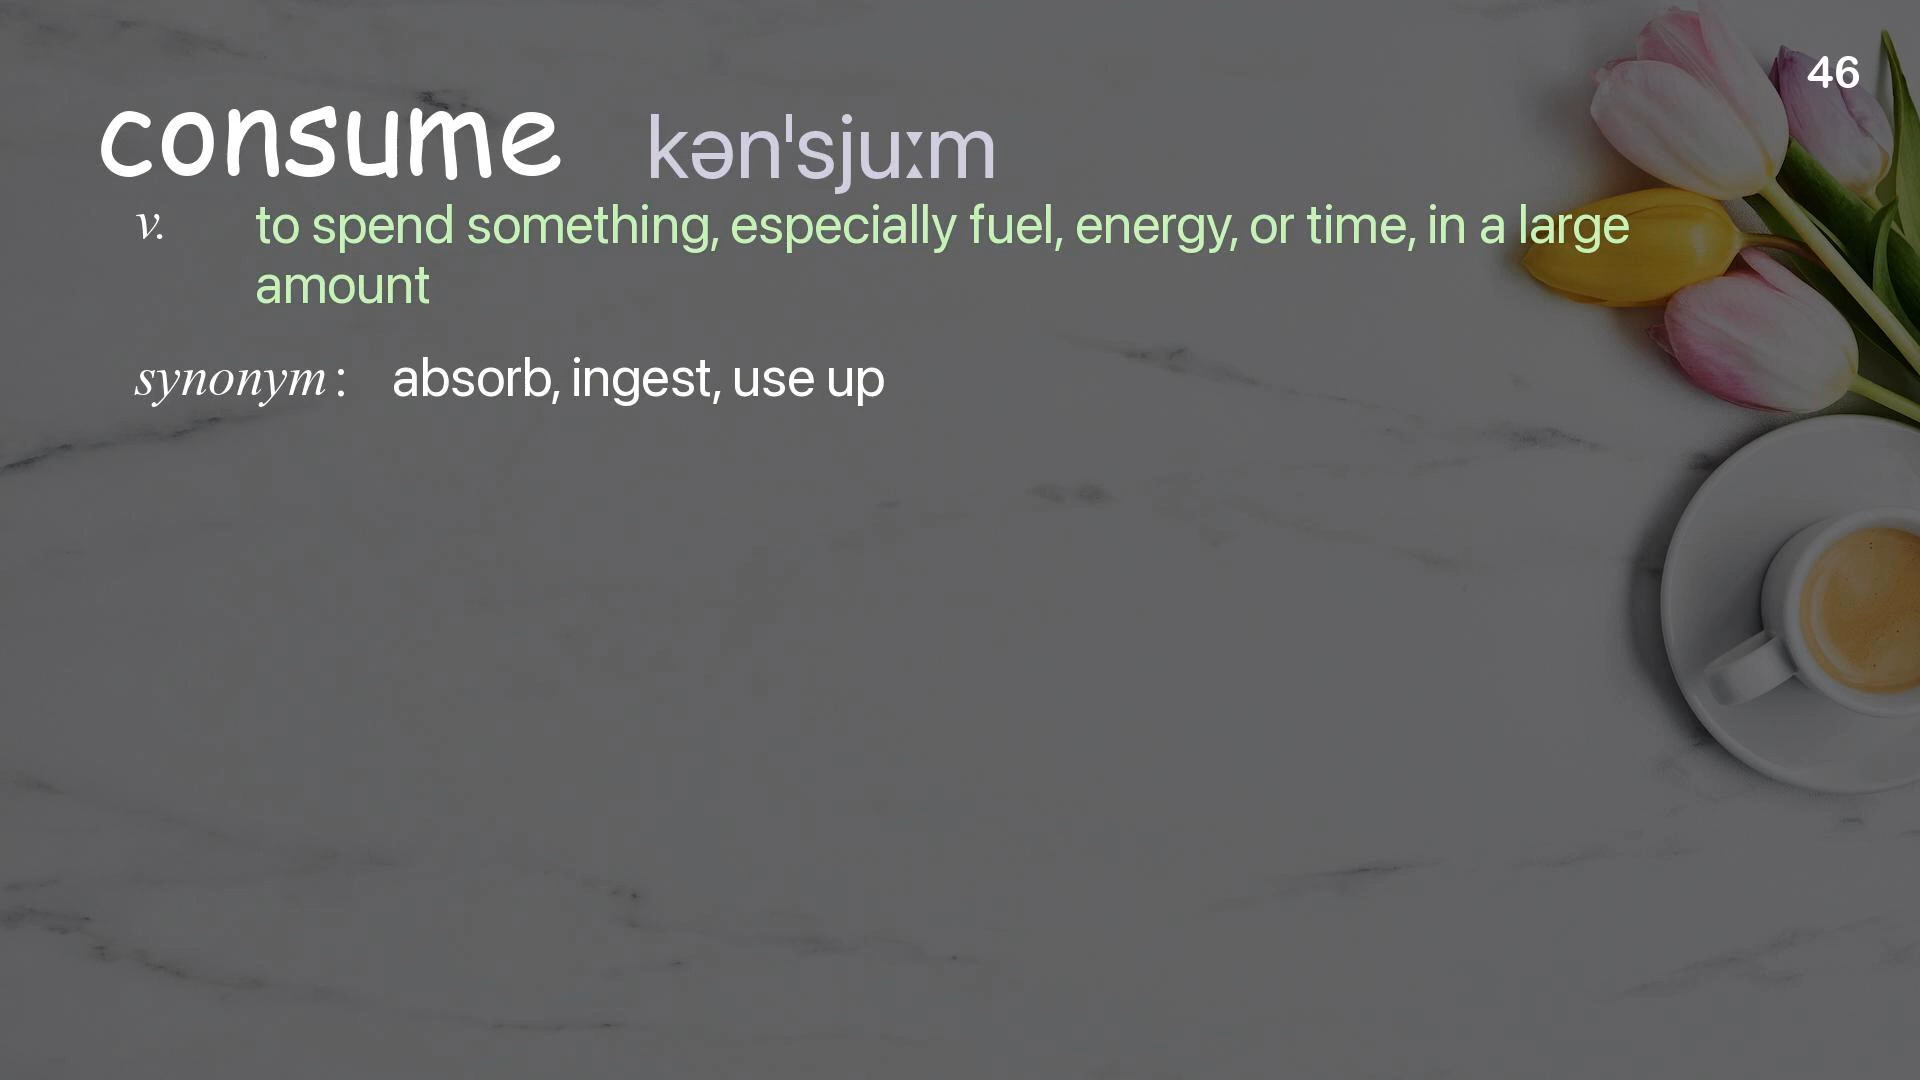 46
consume kən'sjuːm
v. to spend something, especially fuel, energy, or time, in a large
amount
synonym : absorb, ingest, use up